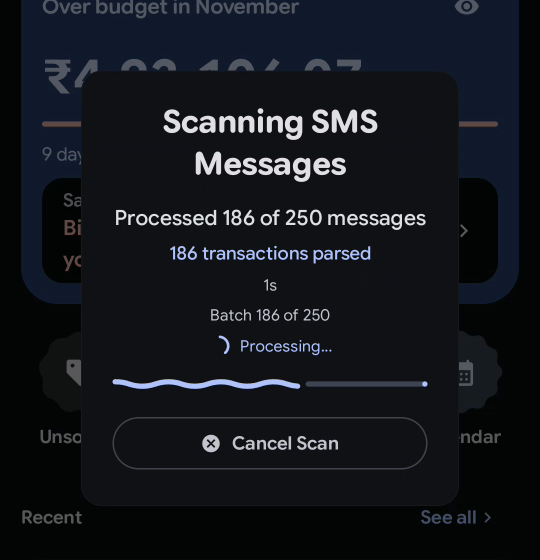 Over budget in November
Scanning SMS
Messages
Processed 186 of 250 messages
186 transactions parsed
1s
Batch 186 of 250
Processing...
Cancel Scan
Recent
See all